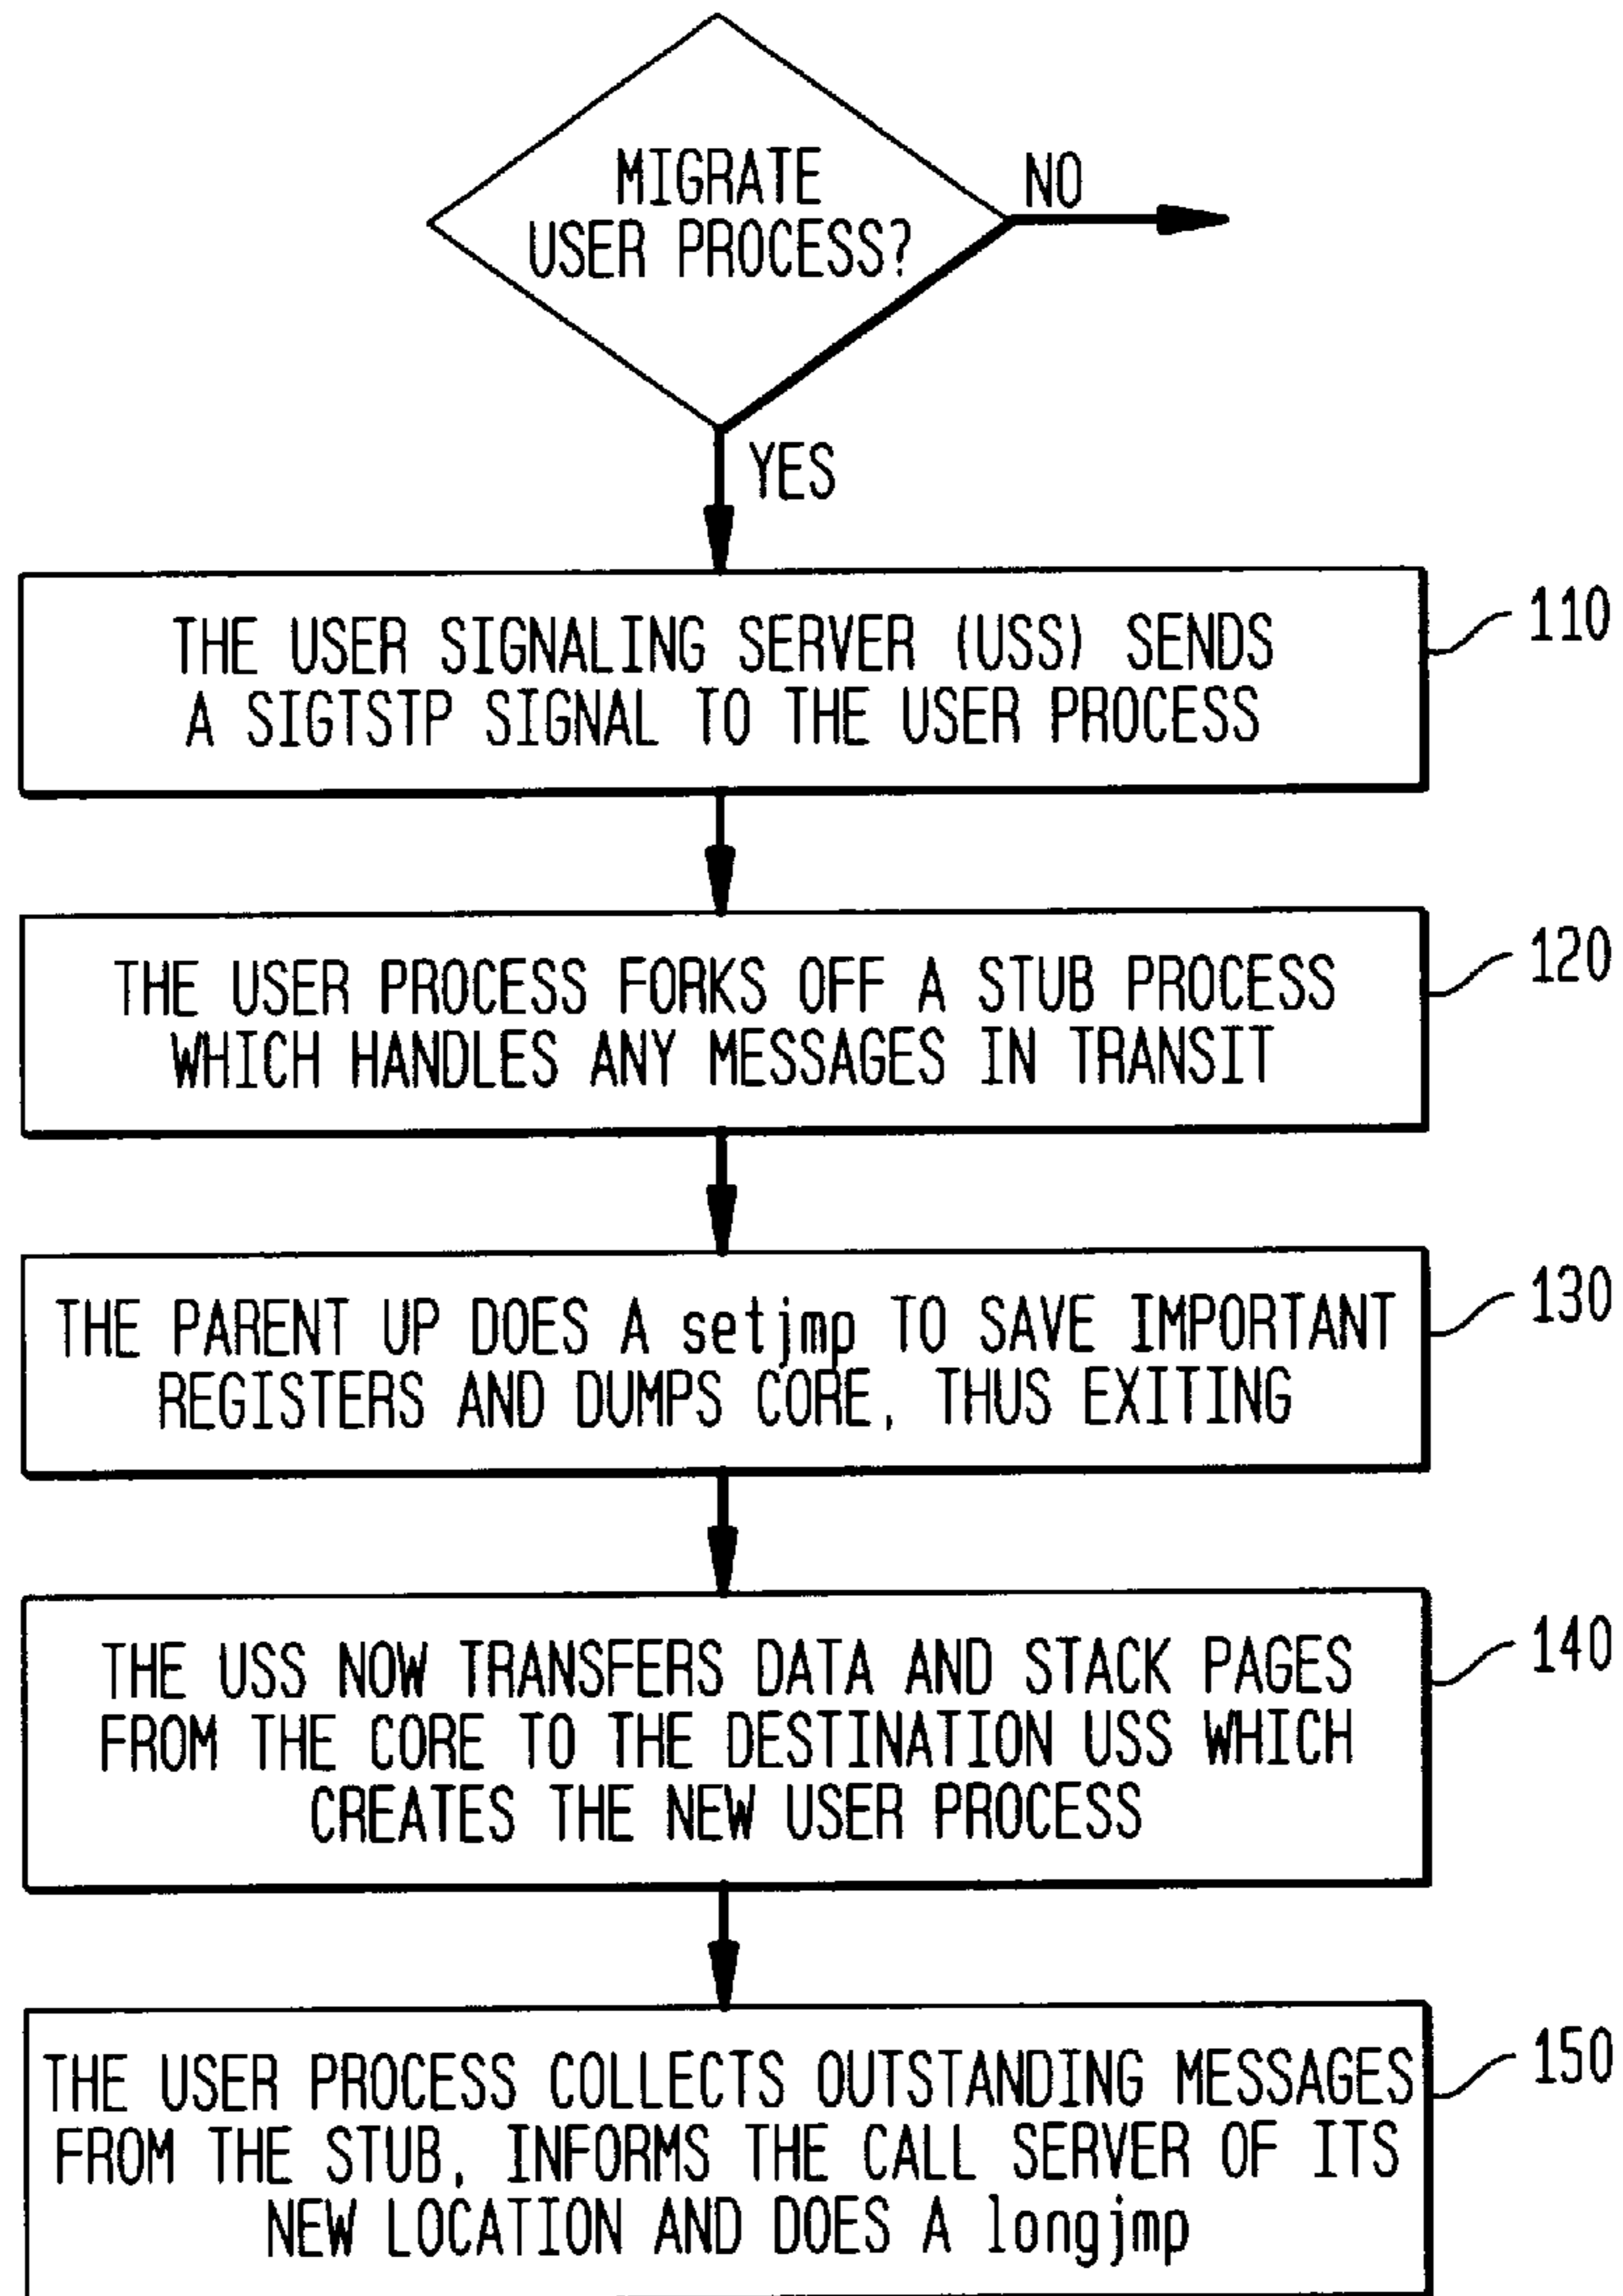 MIGRATE
USER PROCESS?
NO
YES
THE USER SIGNALING SERVER (USS) SENDS
A SIGTSTP SIGNAL TO THE USER PROCESS
110
THE USER PROCESS FORKS OFF A STUB PROCESS
WHICH HANDLES ANY MESSAGES IN TRANSIT
120
THE PARENT UP DOES A setjmp TO SAVE IMPORTANT
REGISTERS AND DUMPS CORE, THUS EXITING
130
THE USS NOW TRANSFERS DATA AND STACK PAGES
FROM THE CORE TO THE DESTINATION USS WHICH
CREATES THE NEW USER PROCESS
140
THE USER PROCESS COLLECTS OUTSTANDING MESSAGES
FROM THE STUB, INFORMS THE CALL SERVER OF ITS
NEW LOCATION AND DOES A longjmp
150